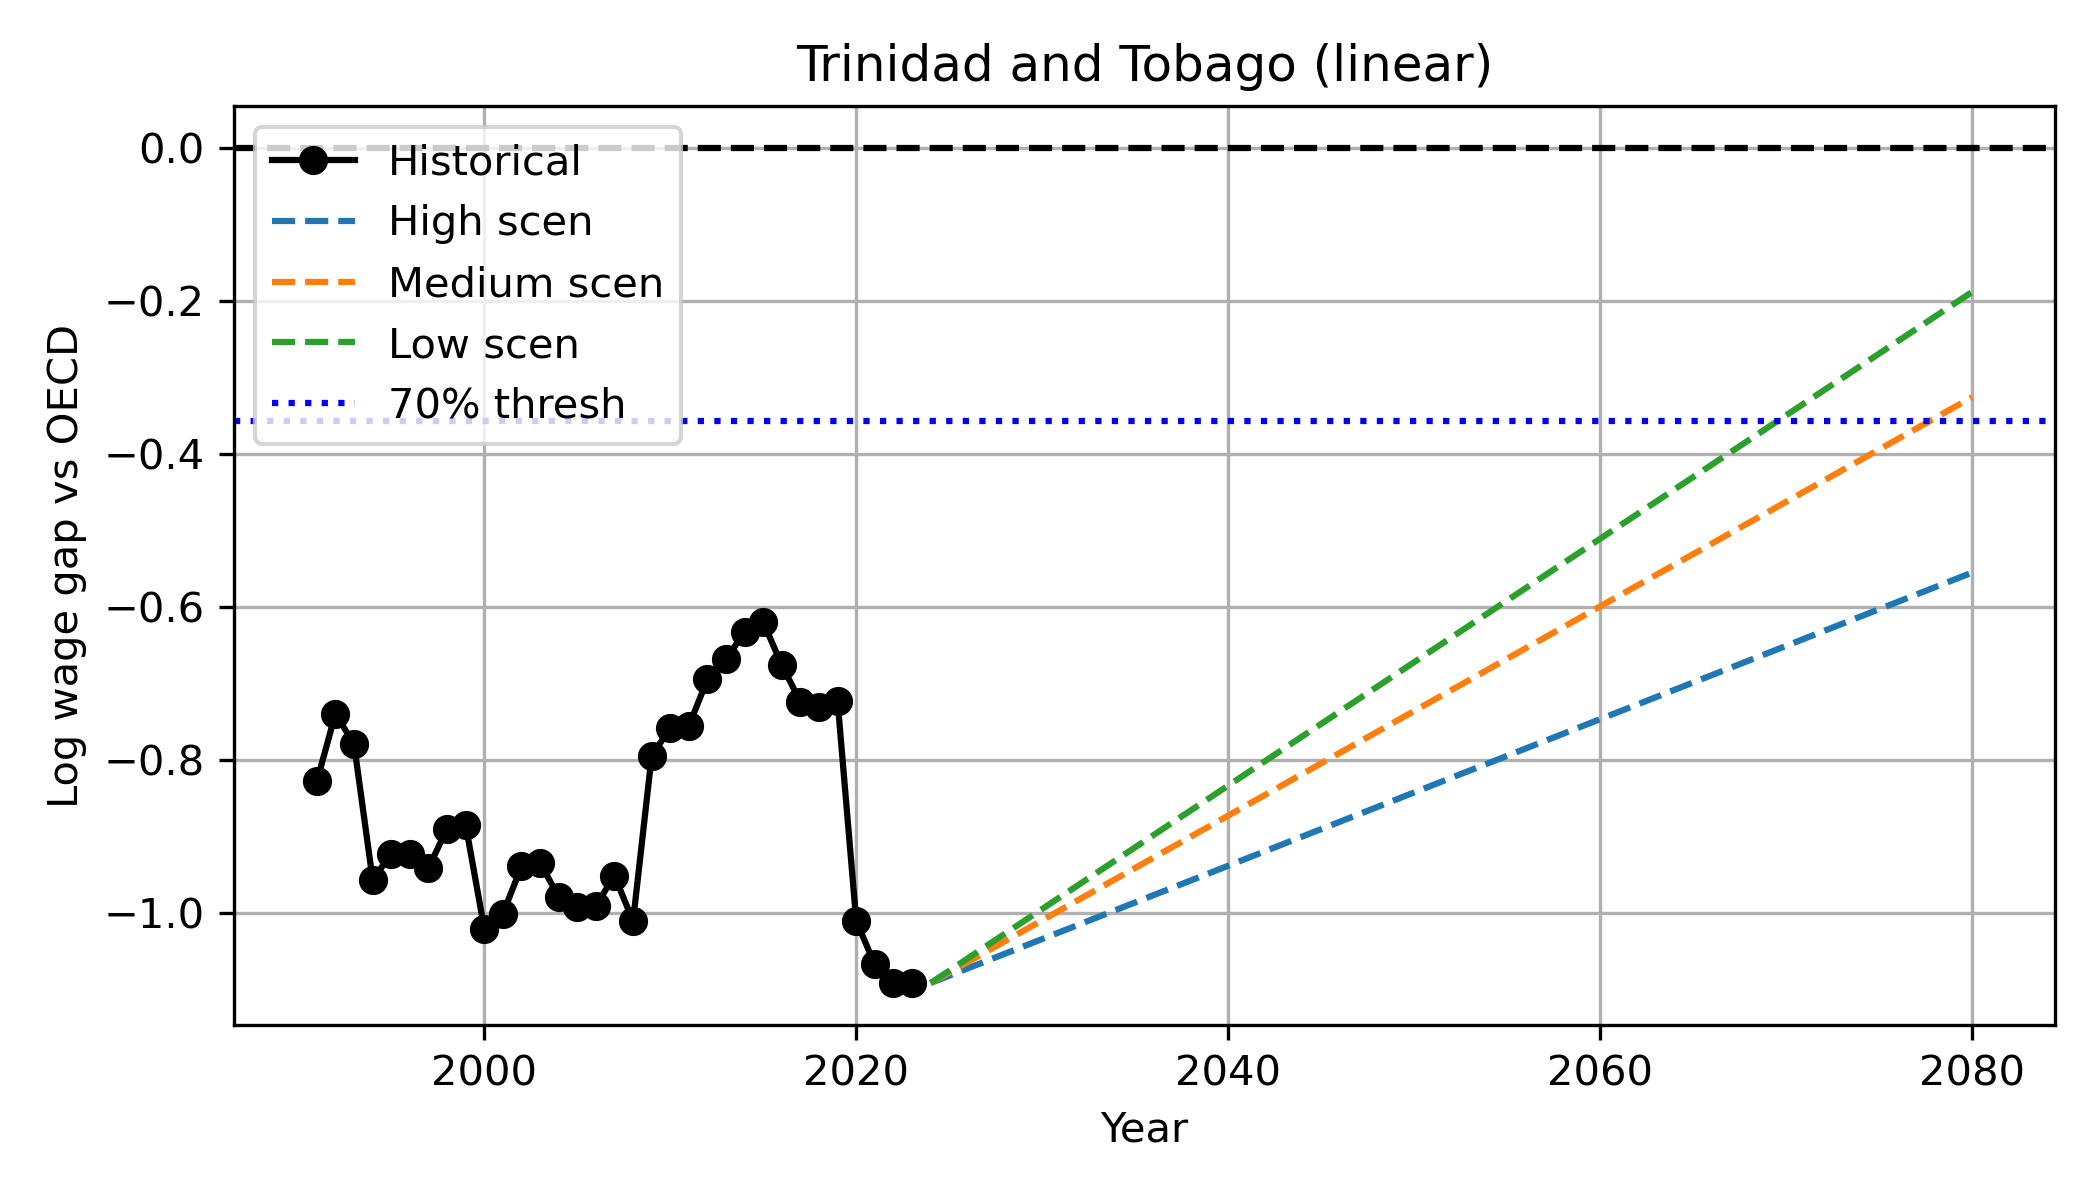 Trinidad and Tobago (linear)
Log wage gap vs OECD
0.0
−0.2
−0.4
−0.6
−0.8
−1.0
Historical
High scen
Medium scen
Low scen
70% thresh
2000
2020
2040
2060
2080
Year